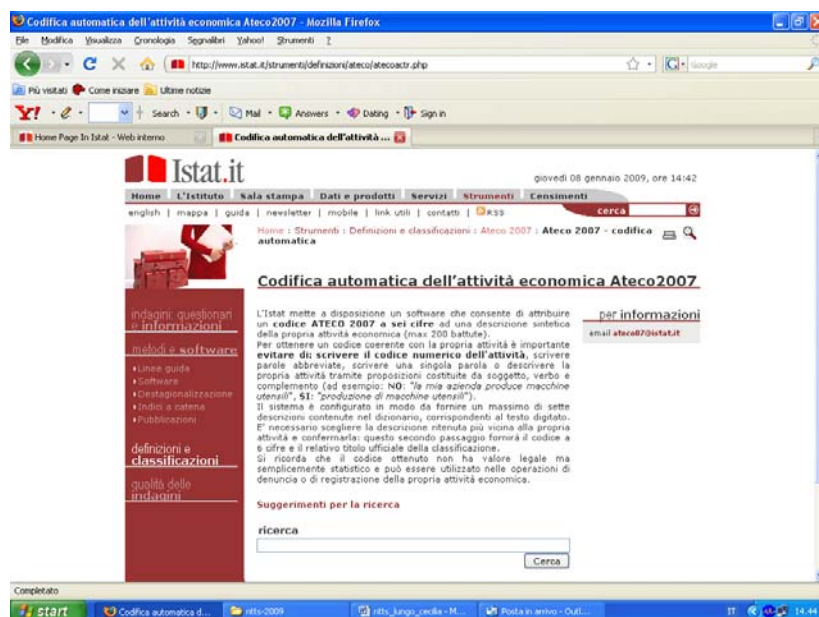 Codifica automatica dell'attività economica Ateco2007 - Mozilla Firefox
File Modifica Visualizza Cronologia Segnalibri Yahoo! Strumenti ?
http://www.istat.it/strumenti/definizioni/ateco/atecoactr.php
G Google
Più visitati Come iniziare Ultime notizie
Y! Search Mail Answers Dating Sign in
Home Page In Istat - Web interno
Codifica automatica dell'attività ...
Istat.it
giovedì 08 gennaio 2009, ore 14:42
Home L'Istituto Sala stampa Dati e prodotti Servizi Strumenti Censimenti
english | mappa | guida | newsletter | mobile | link utili | contatti | RSS
cerca
Home : Strumenti : Definizioni e classificazioni : Ateco 2007 : Ateco 2007 - codifica
automatica
Codifica automatica dell'attività economica Ateco2007
indagini: questionari
e informazioni
metodi e software
Linee guida
Software
Destagionalizzazione
Indici a catena
Pubblicazioni
definizioni e
classificazioni
qualità delle
indagini
L'Istat mette a disposizione un software che consente di attribuire
un codice ATECO 2007 a sei cifre ad una descrizione sintetica
della propria attività economica (max 200 battute).
Per ottenere un codice coerente con la propria attività è importante
evitare di: scrivere il codice numerico dell'attività, scrivere
parole abbreviate, scrivere una singola parola o descrivere la
propria attività tramite proposizioni costituite da soggetto, verbo e
complemento (ad esempio: NO: "la mia azienda produce macchine
utensili", SI: "produzione di macchine utensili").
Il sistema è configurato in modo da fornire un massimo di sette
descrizioni contenute nel dizionario, corrispondenti al testo digitato.
E' necessario scegliere la descrizione ritenuta più vicina alla propria
attività e confermarla: questo secondo passaggio fornirà il codice a
6 cifre e il relativo titolo ufficiale della classificazione.
Si ricorda che il codice ottenuto non ha valore legale ma
semplicemente statistico e può essere utilizzato nelle operazioni di
denuncia o di registrazione della propria attività economica.
Suggerimenti per la ricerca
ricerca
Cerca
per informazioni
email ateco07@istat.it
Completato
start
Codifica automatica d...
ntts-2009
ntts_lungo_cecilia - M...
Posta in arrivo - Outl...
IT
14.44